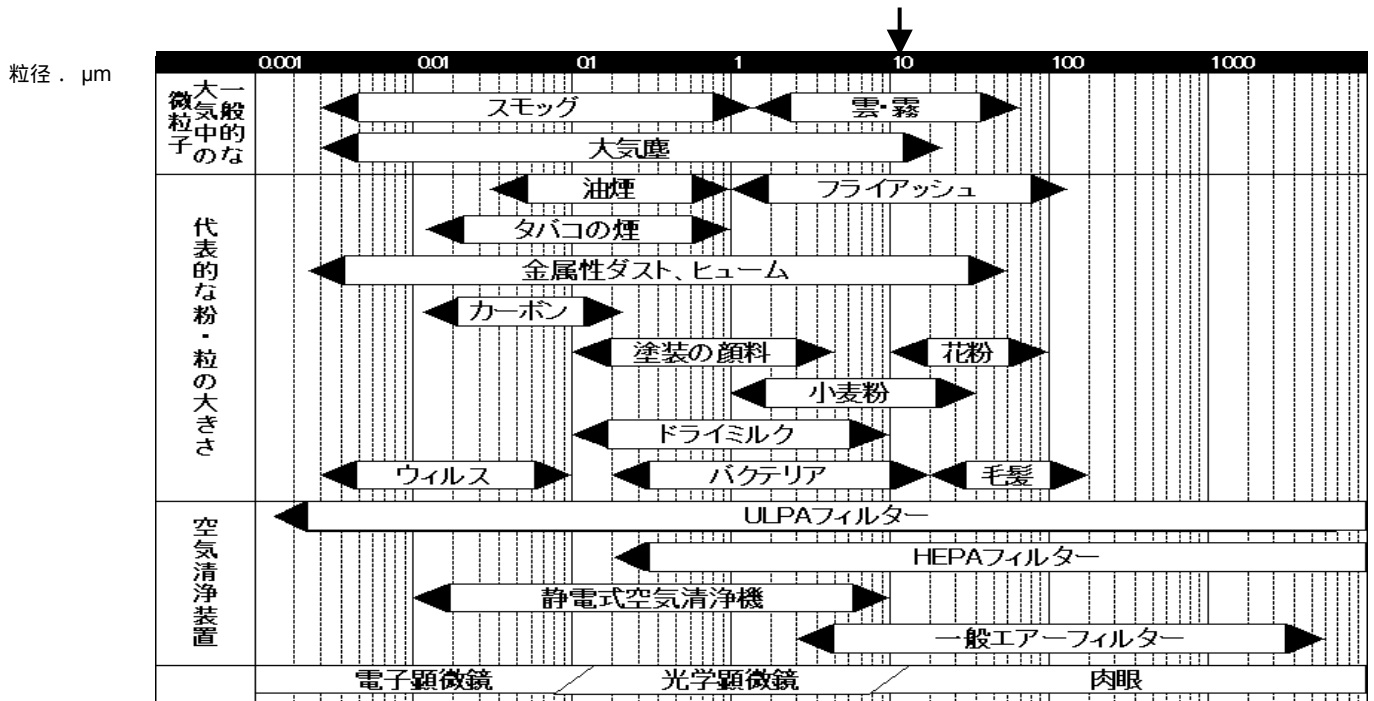 粒径． μm
0.001 0.01 0.1 1 10 100 1000
一般的な
大気中の
微粒子
スモッグ 雲・霧
大気塵
代表的な粉・粒の大きさ
油煙 フライアッシュ
タバコの煙
金属性ダスト、ヒューム
カーボン
塗装の顔料 花粉
小麦粉
ドライミルク
ウィルス バクテリア 毛髪
空気清浄装置
ULPAフィルター
HEPAフィルター
静電式空気清浄機
一般エアーフィルター
電子顕微鏡 光学顕微鏡 肉眼